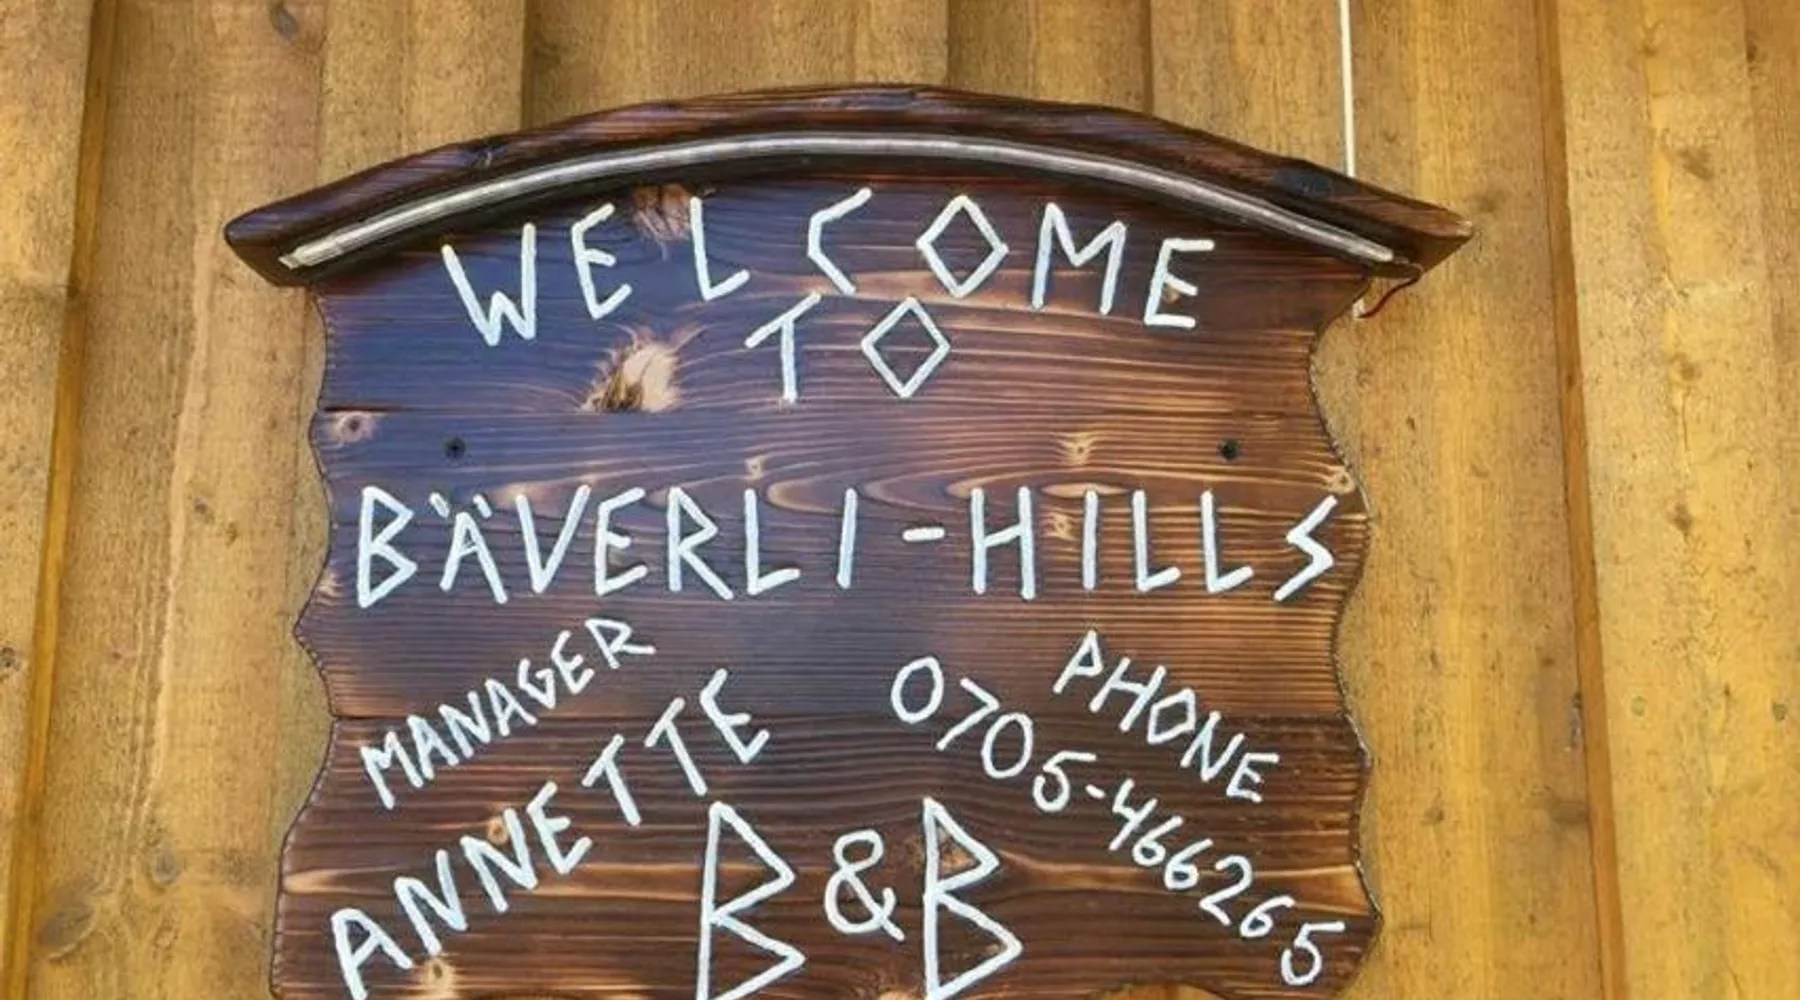 WELCOME
TO
BÄVERLI-HILLS
MANAGER
ANNETTE
PHONE
0705-466265
B&B